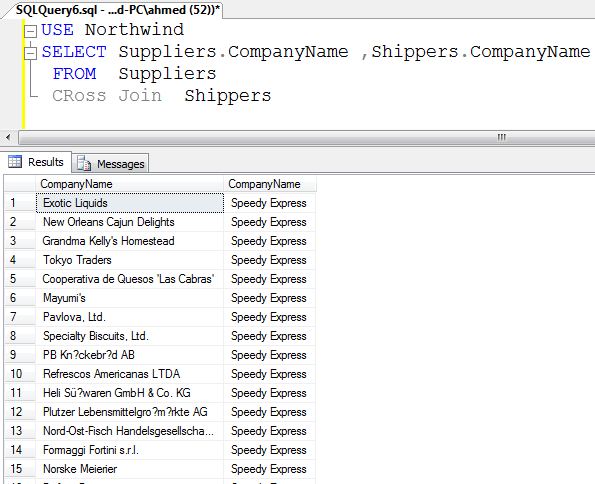 SQLQuery6.sql - ...d-PC\ahmed (52))*
USE Northwind
SELECT Suppliers.CompanyName ,Shippers.CompanyName
FROM Suppliers
CRoss Join Shippers
Results Messages
CompanyName CompanyName
1 Exotic Liquids Speedy Express
2 New Orleans Cajun Delights Speedy Express
3 Grandma Kelly's Homestead Speedy Express
4 Tokyo Traders Speedy Express
5 Cooperativa de Quesos 'Las Cabras' Speedy Express
6 Mayumi's Speedy Express
7 Pavlova, Ltd. Speedy Express
8 Specialty Biscuits, Ltd. Speedy Express
9 PB Kn?ckebr?d AB Speedy Express
10 Refrescos Americanas LTDA Speedy Express
11 Heli Sü?waren GmbH & Co. KG Speedy Express
12 Plutzer Lebensmittelgro?m?rkte AG Speedy Express
13 Nord-Ost-Fisch Handelsgesellscha... Speedy Express
14 Formaggi Fortini s.r.l. Speedy Express
15 Norske Meierier Speedy Express